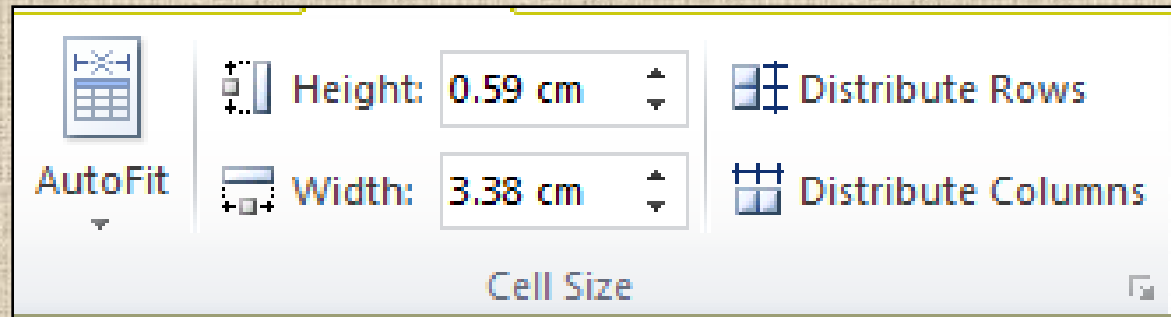 AutoFit
Height: 0.59 cm
Width: 3.38 cm
Distribute Rows
Distribute Columns
Cell Size